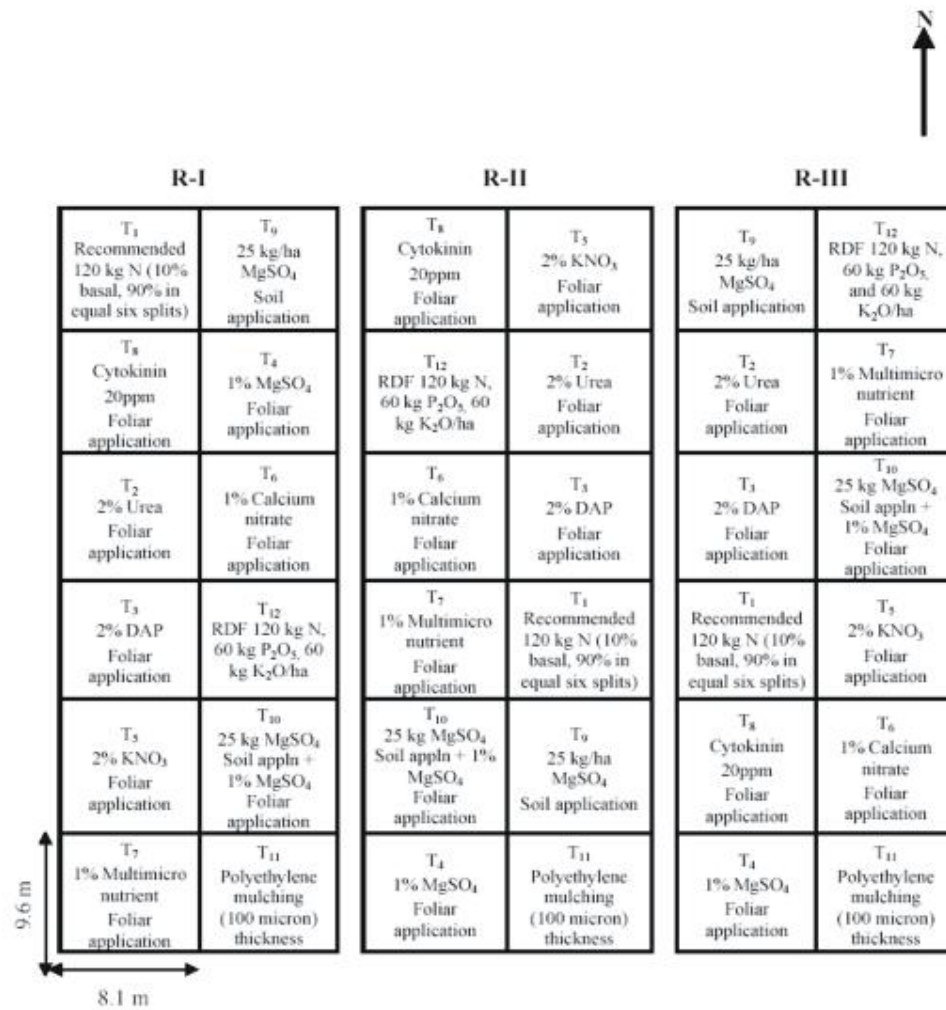 N
R-I
R-II
R-III
T₁
Recommended
120 kg N (10%
basal, 90% in
equal six splits)
T₉
25 kg/ha
MgSO₄
Soil
application
T₈
Cytokinin
20ppm
Foliar
application
T₅
2% KNO₃
Foliar
application
T₉
25 kg/ha
MgSO₄
Soil application
T₁₂
RDF 120 kg N,
60 kg P₂O₅,
and 60 kg
K₂O/ha
T₈
Cytokinin
20ppm
Foliar
application
T₄
1% MgSO₄
Foliar
application
T₁₂
RDF 120 kg N,
60 kg P₂O₅, 60
kg K₂O/ha
T₂
2% Urea
Foliar
application
T₂
2% Urea
Foliar
application
T₇
1% Multimicro
nutrient
Foliar
application
T₂
2% Urea
Foliar
application
T₆
1% Calcium
nitrate
Foliar
application
T₆
1% Calcium
nitrate
Foliar
application
T₃
2% DAP
Foliar
application
T₃
2% DAP
Foliar
application
T₁₀
25 kg MgSO₄
Soil appln +
1% MgSO₄
Foliar
application
T₃
2% DAP
Foliar
application
T₁₂
RDF 120 kg N,
60 kg P₂O₅, 60
kg K₂O/ha
T₇
1% Multimicro
nutrient
Foliar
application
T₁
Recommended
120 kg N (10%
basal, 90% in
equal six splits)
T₁
Recommended
120 kg N (10%
basal, 90% in
equal six splits)
T₅
2% KNO₃
Foliar
application
T₅
2% KNO₃
Foliar
application
T₁₀
25 kg MgSO₄
Soil appln +
1% MgSO₄
Foliar
application
T₁₀
25 kg MgSO₄
Soil appln + 1%
MgSO₄
Foliar
application
T₉
25 kg/ha
MgSO₄
Soil application
T₈
Cytokinin
20ppm
Foliar
application
T₆
1% Calcium
nitrate
Foliar
application
T₇
1% Multimicro
nutrient
Foliar
application
T₁₁
Polyethylene
mulching
(100 micron)
thickness
T₄
1% MgSO₄
Foliar
application
T₁₁
Polyethylene
mulching
(100 micron)
thickness
T₄
1% MgSO₄
Foliar
application
T₁₁
Polyethylene
mulching
(100 micron)
thickness
9.6 m
8.1 m